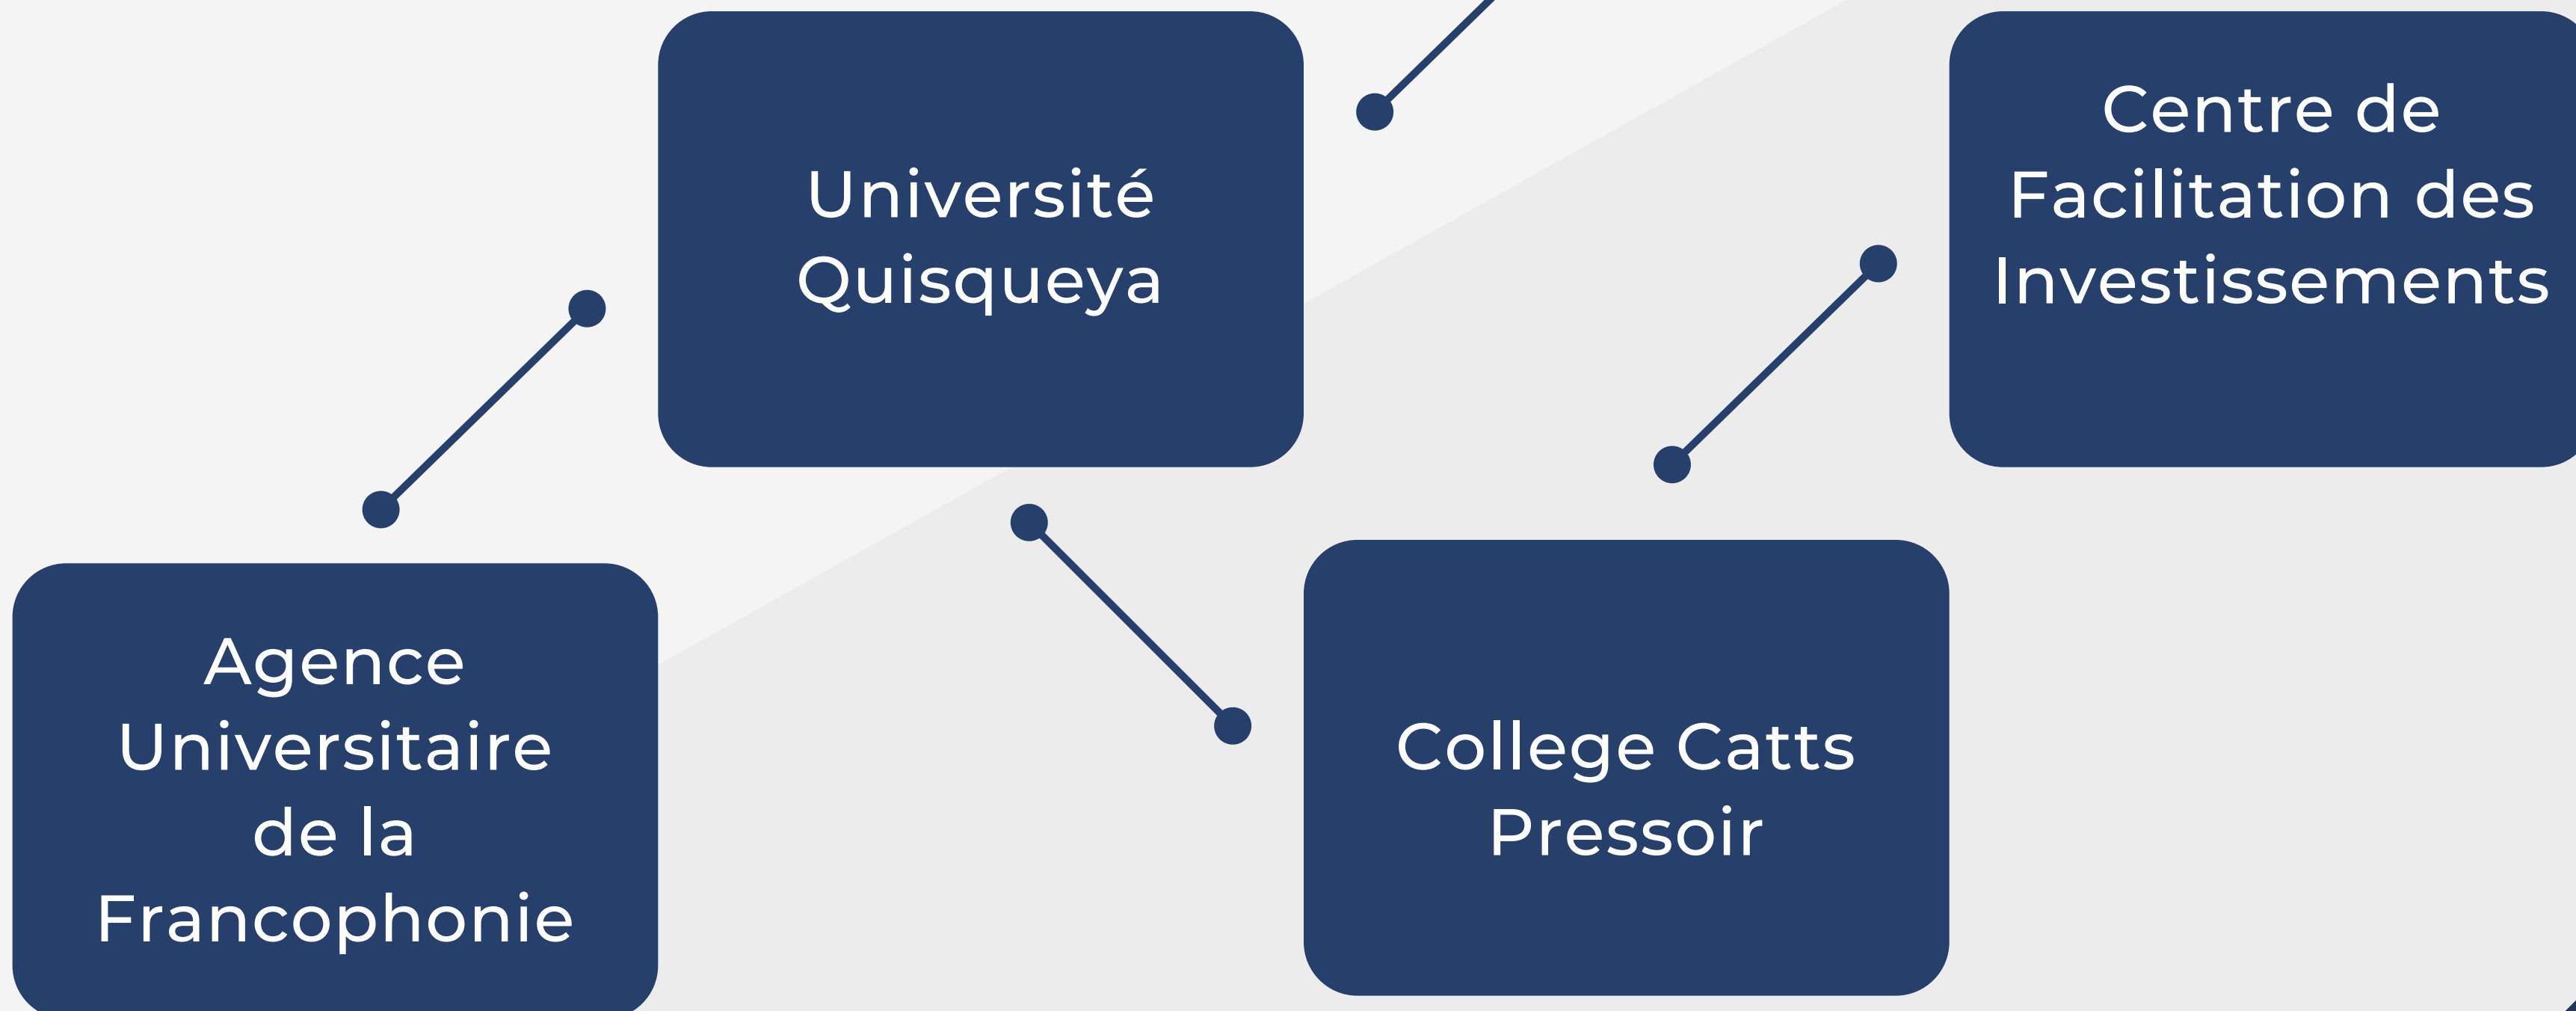 Université
Quisqueya
Centre de
Facilitation des
Investissements
Agence
Universitaire
de la
Francophonie
College Catts
Pressoir